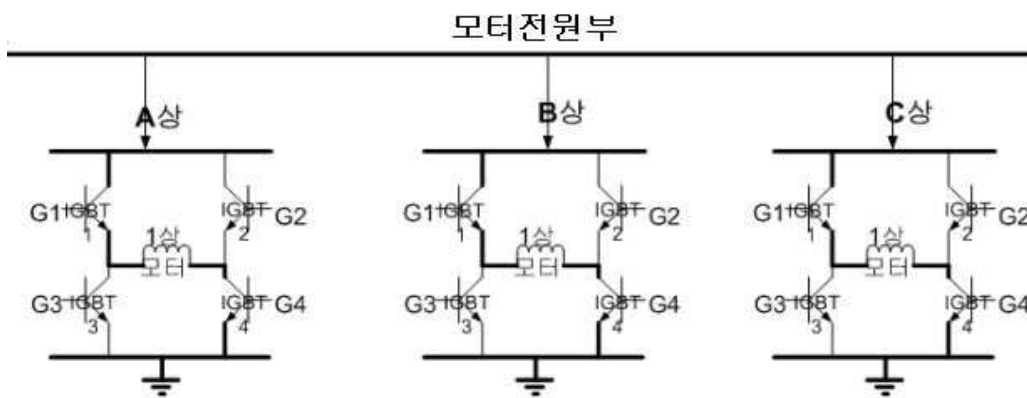 모터전원부
A상 B상 C상
G1 IGBT 1 IGBT 2 G2 G1 IGBT 1 IGBT 2 G2 G1 IGBT 1 IGBT 2 G2
1상 모터 1상 모터 1상 모터
G3 IGBT 3 IGBT 4 G4 G3 IGBT 3 IGBT 4 G4 G3 IGBT 3 IGBT 4 G4